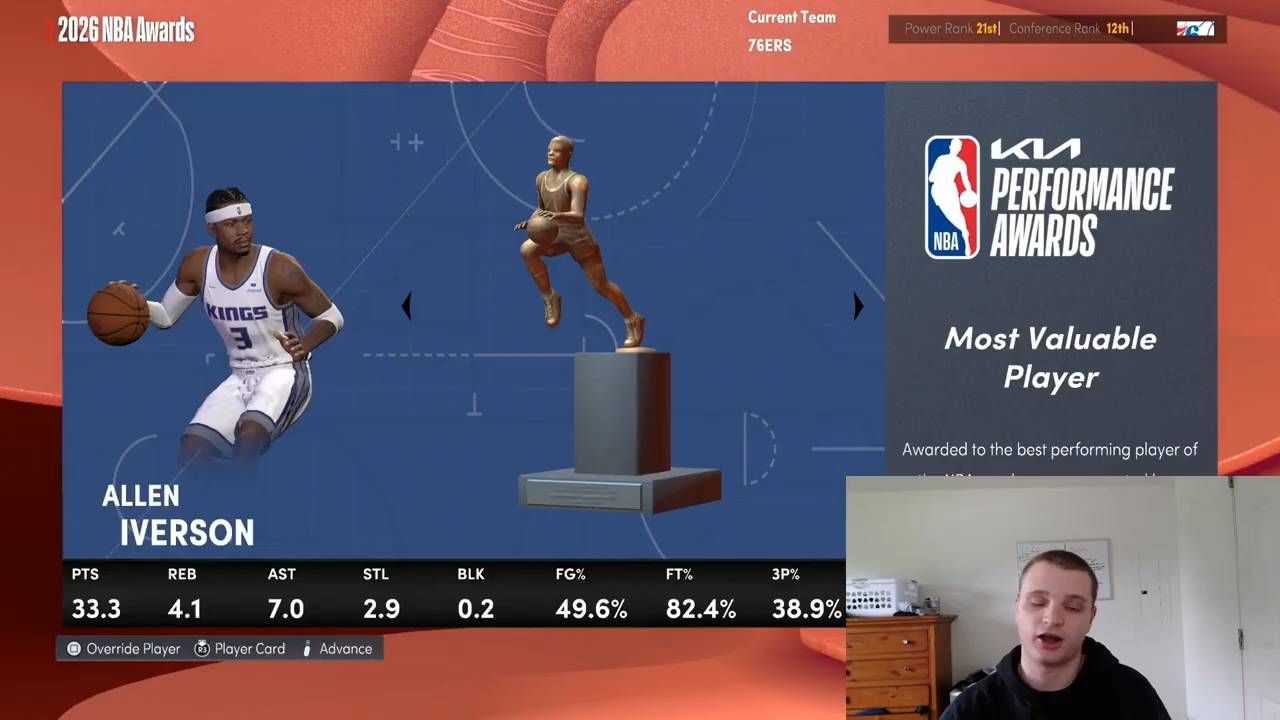 2026 NBA Awards
Current Team
76ERS
Power Rank 21st| Conference Rank 12th|
KIA
PERFORMANCE
AWARDS
NBA
Most Valuable
Player
Awarded to the best performing player of
KINGS
3
ALLEN
IVERSON
PTS REB AST STL BLK FG% FT% 3P%
33.3 4.1 7.0 2.9 0.2 49.6% 82.4% 38.9%
Override Player R3 Player Card Advance